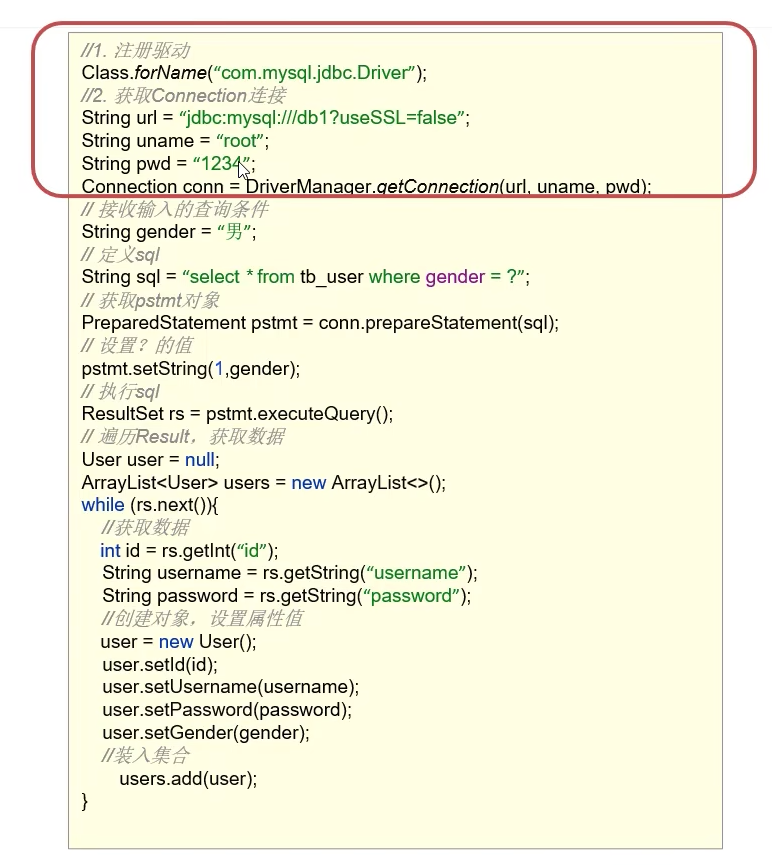 //1. 注册驱动
Class.forName(“com.mysql.jdbc.Driver”);
//2. 获取Connection连接
String url = “jdbc:mysql:///db1?useSSL=false”;
String uname = “root”;
String pwd = “1234”;
Connection conn = DriverManager.getConnection(url, uname, pwd);
// 接收输入的查询条件
String gender = “男”;
// 定义sql
String sql = “select * from tb_user where gender = ?”;
// 获取pstmt对象
PreparedStatement pstmt = conn.prepareStatement(sql);
// 设置？的值
pstmt.setString(1,gender);
// 执行sql
ResultSet rs = pstmt.executeQuery();
// 遍历Result，获取数据
User user = null;
ArrayList<User> users = new ArrayList<>();
while (rs.next()){
//获取数据
int id = rs.getInt(“id”);
String username = rs.getString(“username”);
String password = rs.getString(“password”);
//创建对象，设置属性值
user = new User();
user.setId(id);
user.setUsername(username);
user.setPassword(password);
user.setGender(gender);
//装入集合
users.add(user);
}